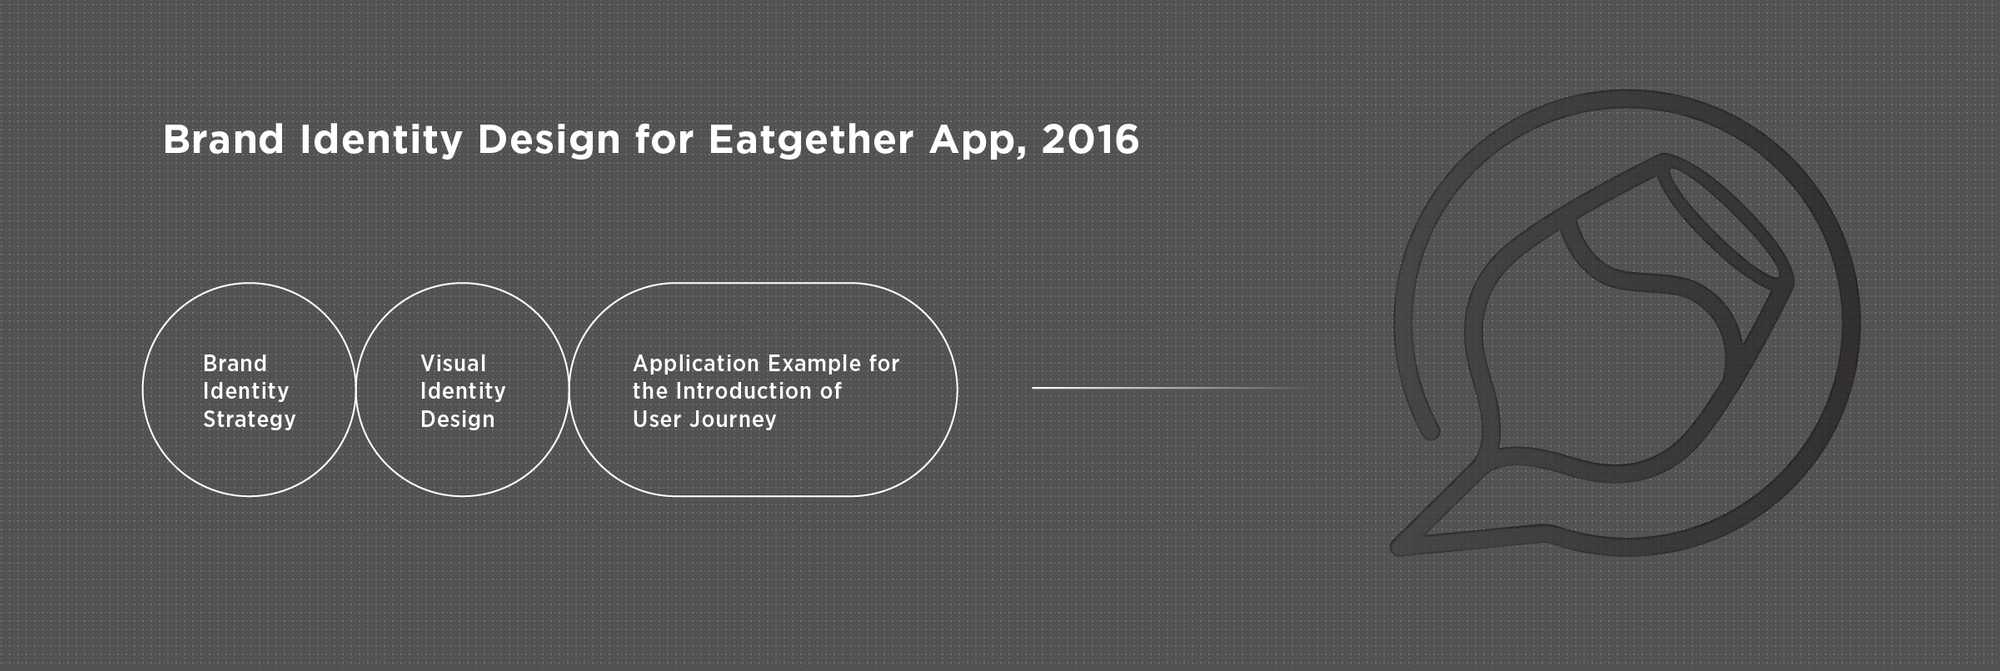 Brand Identity Design for Eatgether App, 2016
Brand
Identity
Strategy
Visual
Identity
Design
Application Example for
the Introduction of
User Journey